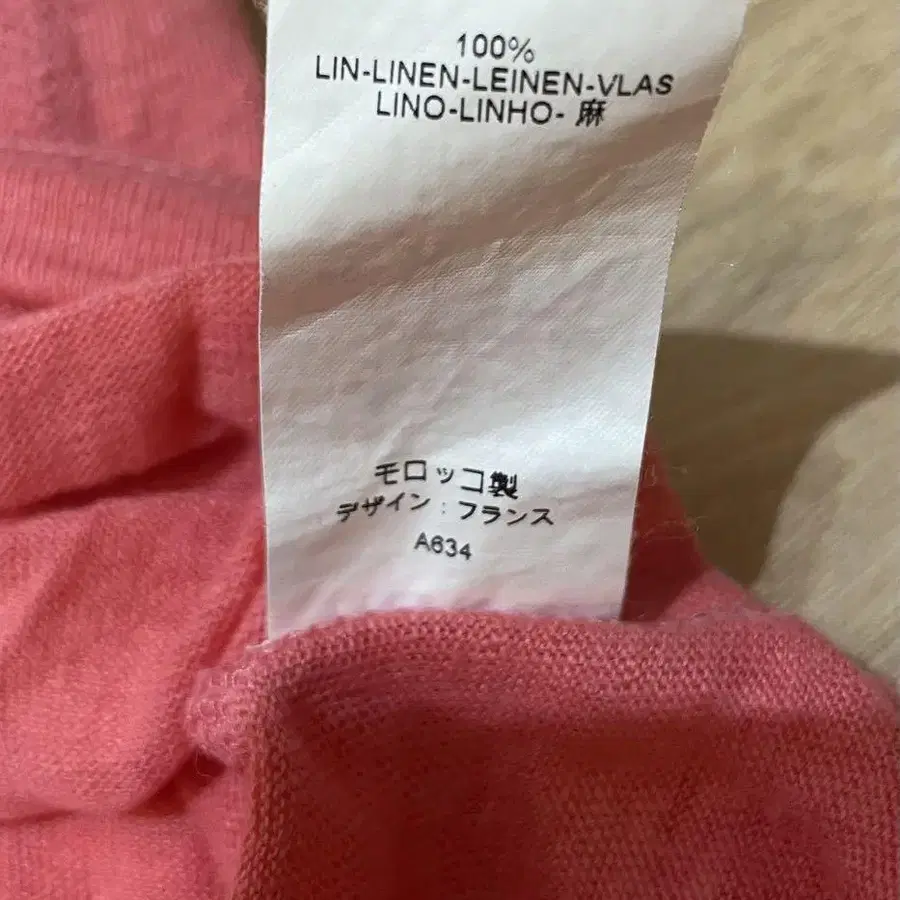 100%
LIN-LINEN-LEINEN-VLAS
LINO-LINHO- 麻
モロッコ製
デザイン : フランス
A634